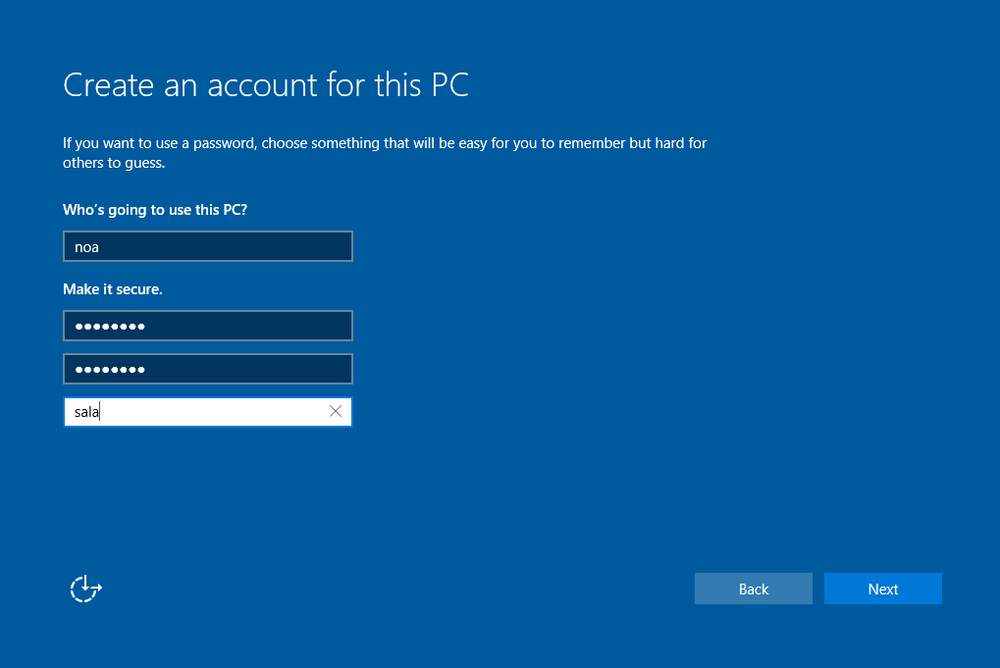 Create an account for this PC
If you want to use a password, choose something that will be easy for you to remember but hard for
others to guess.
Who's going to use this PC?
noa
Make it secure.
●●●●●●●●
●●●●●●●●
sala
Back
Next